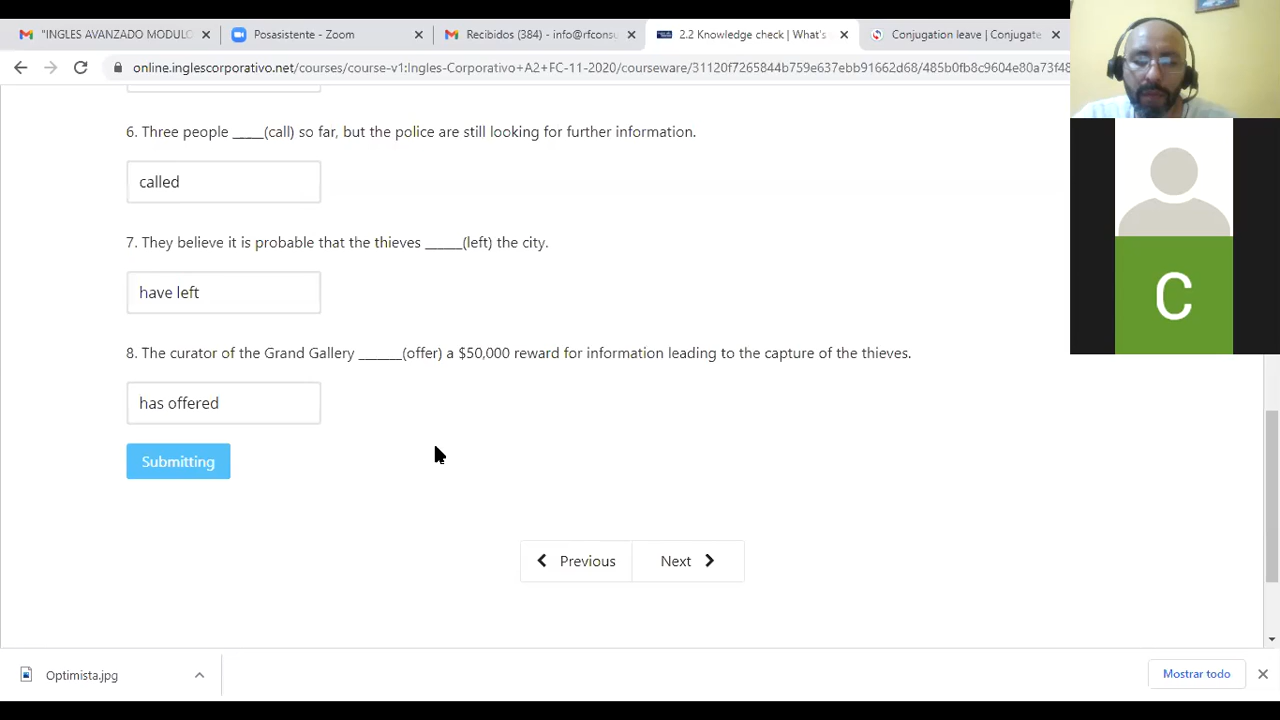 "INGLES AVANZADO MODULO
Posasistente - Zoom
Recibidos (384) - info@rfconsu
2.2 Knowledge check | What's
Conjugation leave | Conjugate
online.inglescorporativo.net/courses/course-v1:Ingles-Corporativo+A2+FC-11-2020/courseware/31120f7265844b759e637ebb91662d68/485b0fb8c9604e80a73f48
6. Three people _____(call) so far, but the police are still looking for further information.
called
7. They believe it is probable that the thieves ______(left) the city.
have left
8. The curator of the Grand Gallery _______(offer) a $50,000 reward for information leading to the capture of the thieves.
has offered
Submitting
Previous
Next
C
Optimista.jpg
Mostrar todo